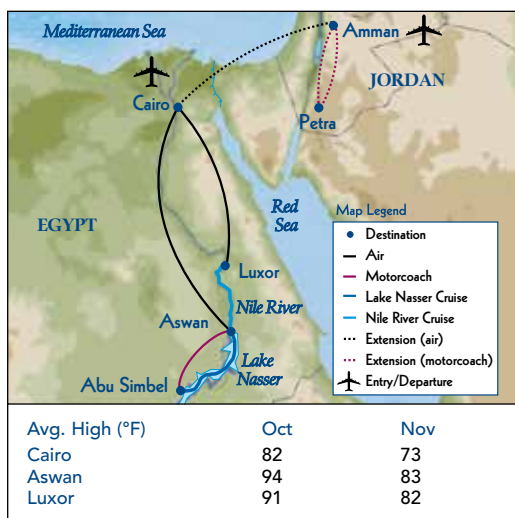 Mediterranean Sea
Amman
JORDAN
Cairo
Petra
EGYPT
Red
Sea
Luxor
Nile River
Aswan
Lake
Nasser
Abu Simbel
Map Legend
Destination
Air
Motorcoach
Lake Nasser Cruise
Nile River Cruise
Extension (air)
Extension (motorcoach)
Entry/Departure
Avg. High (°F) Oct Nov
Cairo 82 73
Aswan 94 83
Luxor 91 82